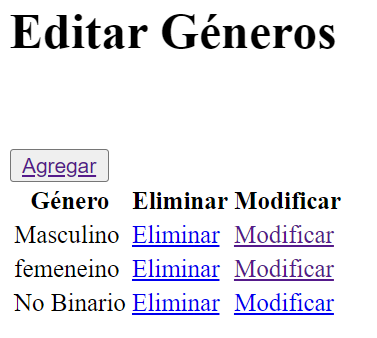 Editar Géneros
Agregar
Género Eliminar Modificar
Masculino Eliminar Modificar
femeneino Eliminar Modificar
No Binario Eliminar Modificar